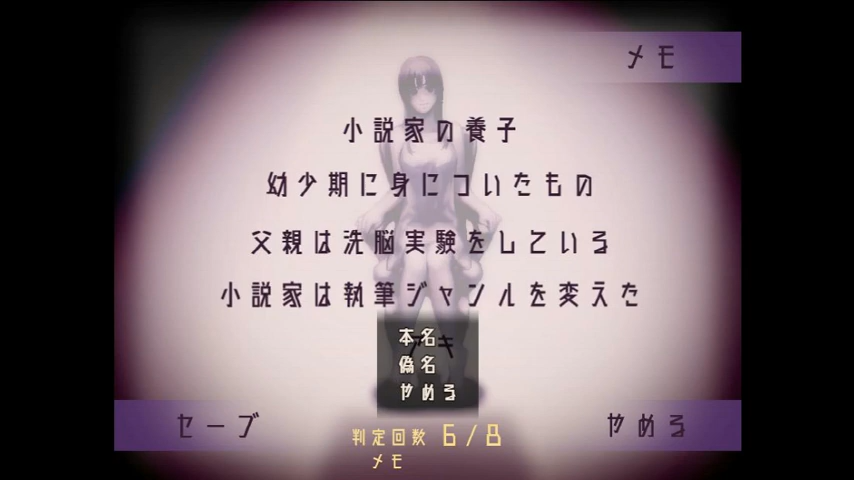 メモ
小説家の養子
幼少期に身についたもの
父親は洗脳実験をしている
小説家は執筆ジャンルを変えた
アキ
本名
偽名
やめる
セーブ
やめる
判定回数 6/8
メモ